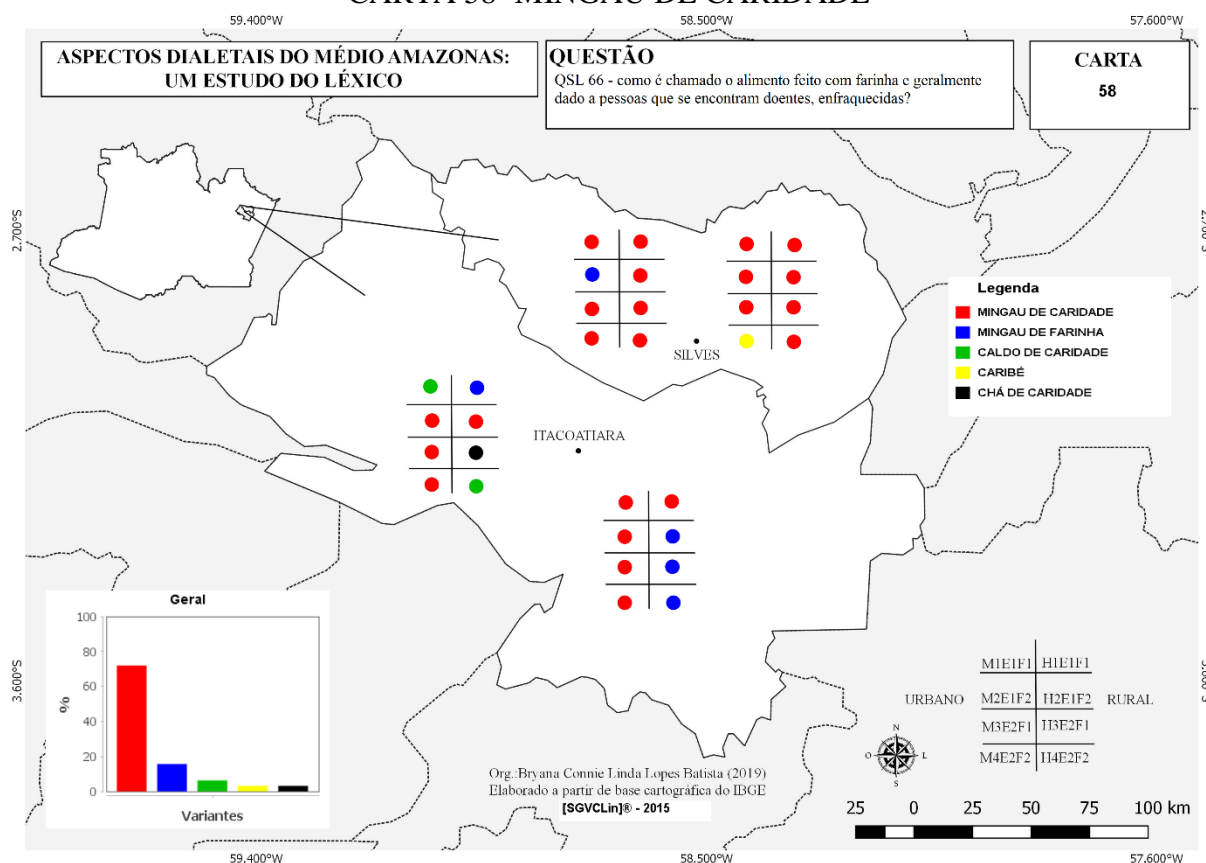 CARTA 58- MINGAU DE CARIDADE
59.400°W 58.500°W 57.600°W
ASPECTOS DIALETAIS DO MÉDIO AMAZONAS:
UM ESTUDO DO LÉXICO
QUESTÃO
QSL 66 - como é chamado o alimento feito com farinha e geralmente
dado a pessoas que se encontram doentes, enfraquecidas?
CARTA
58
2.700°S
SILVES
Legenda
MINGAU DE CARIDADE
MINGAU DE FARINHA
CALDO DE CARIDADE
CARIBÉ
CHÁ DE CARIDADE
ITACOATIARA
Geral
100
80
60
40
20
0
%
Variantes
3.600°S
M1E1F1 H1E1F1
URBANO M2E1F2 H2E1F2 RURAL
M3E2F1 H3E2F1
M4E2F2 H4E2F2
N
O L
S
Org.:Bryana Connie Linda Lopes Batista (2019)
Elaborado a partir de base cartográfica do IBGE
[SGVCLin]® - 2015
25 0 25 50 75 100 km
59.400°W 58.500°W 57.600°W